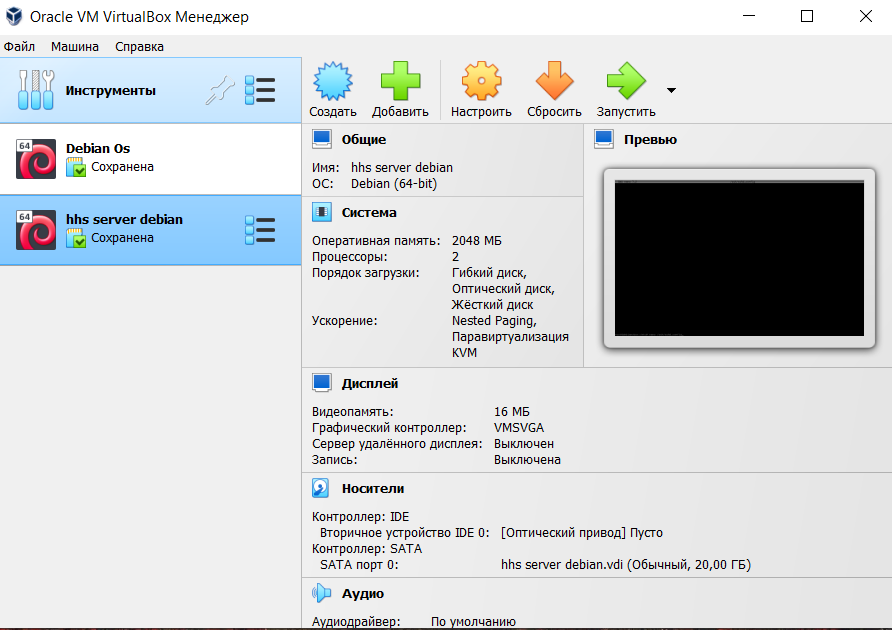 Oracle VM VirtualBox Менеджер
Файл Машина Справка
Инструменты
Создать Добавить Настроить Сбросить Запустить
64
Debian Os
Сохранена
64
hhs server debian
Сохранена
Общие
Имя: hhs server debian
ОС: Debian (64-bit)
Превью
Система
Оперативная память: 2048 МБ
Процессоры: 2
Порядок загрузки: Гибкий диск,
Оптический диск,
Жёсткий диск
Ускорение: Nested Paging,
Паравиртуализация
KVM
Дисплей
Видеопамять: 16 МБ
Графический контроллер: VMSVGA
Сервер удалённого дисплея: Выключен
Запись: Выключена
Носители
Контроллер: IDE
Вторичное устройство IDE 0: [Оптический привод] Пусто
Контроллер: SATA
SATA порт 0: hhs server debian.vdi (Обычный, 20,00 ГБ)
Аудио
Аудиодрайвер: По умолчанию